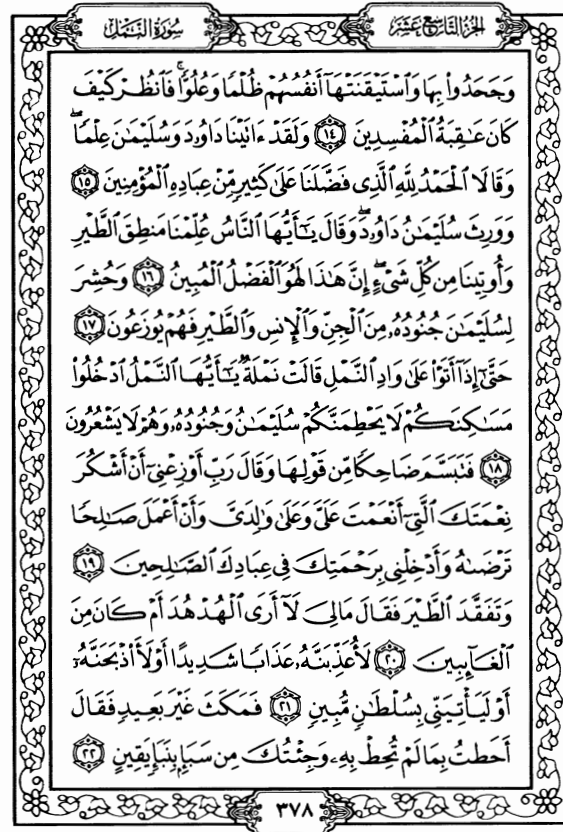 الجزء التاسع عشر
سورة النمل
وَجَحَدُوا۟ بِهَا وَٱسْتَيْقَنَتْهَآ أَنفُسُهُمْ ظُلْمًا وَعُلُوًّا ۚ فَٱنظُرْ كَيْفَ
كَانَ عَـٰقِبَةُ ٱلْمُفْسِدِينَ ١٤ وَلَقَدْ ءَاتَيْنَا دَاوُۥدَ وَسُلَيْمَـٰنَ عِلْمًا ۖ
وَقَالَا ٱلْحَمْدُ لِلَّهِ ٱلَّذِى فَضَّلَنَا عَلَىٰ كَثِيرٍ مِّنْ عِبَادِهِ ٱلْمُؤْمِنِينَ ١٥
وَوَرِثَ سُلَيْمَـٰنُ دَاوُۥدَ ۖ وَقَالَ يَـٰٓأَيُّهَا ٱلنَّاسُ عُلِّمْنَا مَنطِقَ ٱلطَّيْرِ
وَأُوتِينَا مِن كُلِّ شَىْءٍ ۖ إِنَّ هَـٰذَا لَهُوَ ٱلْفَضْلُ ٱلْمُبِينُ ١٦ وَحُشِرَ
لِسُلَيْمَـٰنَ جُنُودُهُۥ مِنَ ٱلْجِنِّ وَٱلْإِنسِ وَٱلطَّيْرِ فَهُمْ يُوزَعُونَ ١٧
حَتَّىٰٓ إِذَآ أَتَوْا۟ عَلَىٰ وَادِ ٱلنَّمْلِ قَالَتْ نَمْلَةٌ يَـٰٓأَيُّهَا ٱلنَّمْلُ ٱدْخُلُوا۟
مَسَـٰكِنَكُمْ لَا يَحْطِمَنَّكُمْ سُلَيْمَـٰنُ وَجُنُودُهُۥ وَهُمْ لَا يَشْعُرُونَ
١٨ فَتَبَسَّمَ ضَاحِكًا مِّن قَوْلِهَا وَقَالَ رَبِّ أَوْزِعْنِىٓ أَنْ أَشْكُرَ
نِعْمَتَكَ ٱلَّتِىٓ أَنْعَمْتَ عَلَىَّ وَعَلَىٰ وَٰلِدَىَّ وَأَنْ أَعْمَلَ صَـٰلِحًا
تَرْضَىٰهُ وَأَدْخِلْنِى بِرَحْمَتِكَ فِى عِبَادِكَ ٱلصَّـٰلِحِينَ ١٩
وَتَفَقَّدَ ٱلطَّيْرَ فَقَالَ مَالِىَ لَآ أَرَى ٱلْهُدْهُدَ أَمْ كَانَ مِنَ
ٱلْغَآئِبِينَ ٢٠ لَأُعَذِّبَنَّهُۥ عَذَابًا شَدِيدًا أَوْ لَأَا۟ذْبَحَنَّهُۥٓ
أَوْ لَيَأْتِيَنِّى بِسُلْطَـٰنٍ مُّبِينٍ ٢١ فَمَكَثَ غَيْرَ بَعِيدٍ فَقَالَ
أَحَطتُ بِمَا لَمْ تُحِطْ بِهِۦ وَجِئْتُكَ مِن سَبَإٍۭ بِنَبَإٍ يَقِينٍ ٢٢
٣٧٨